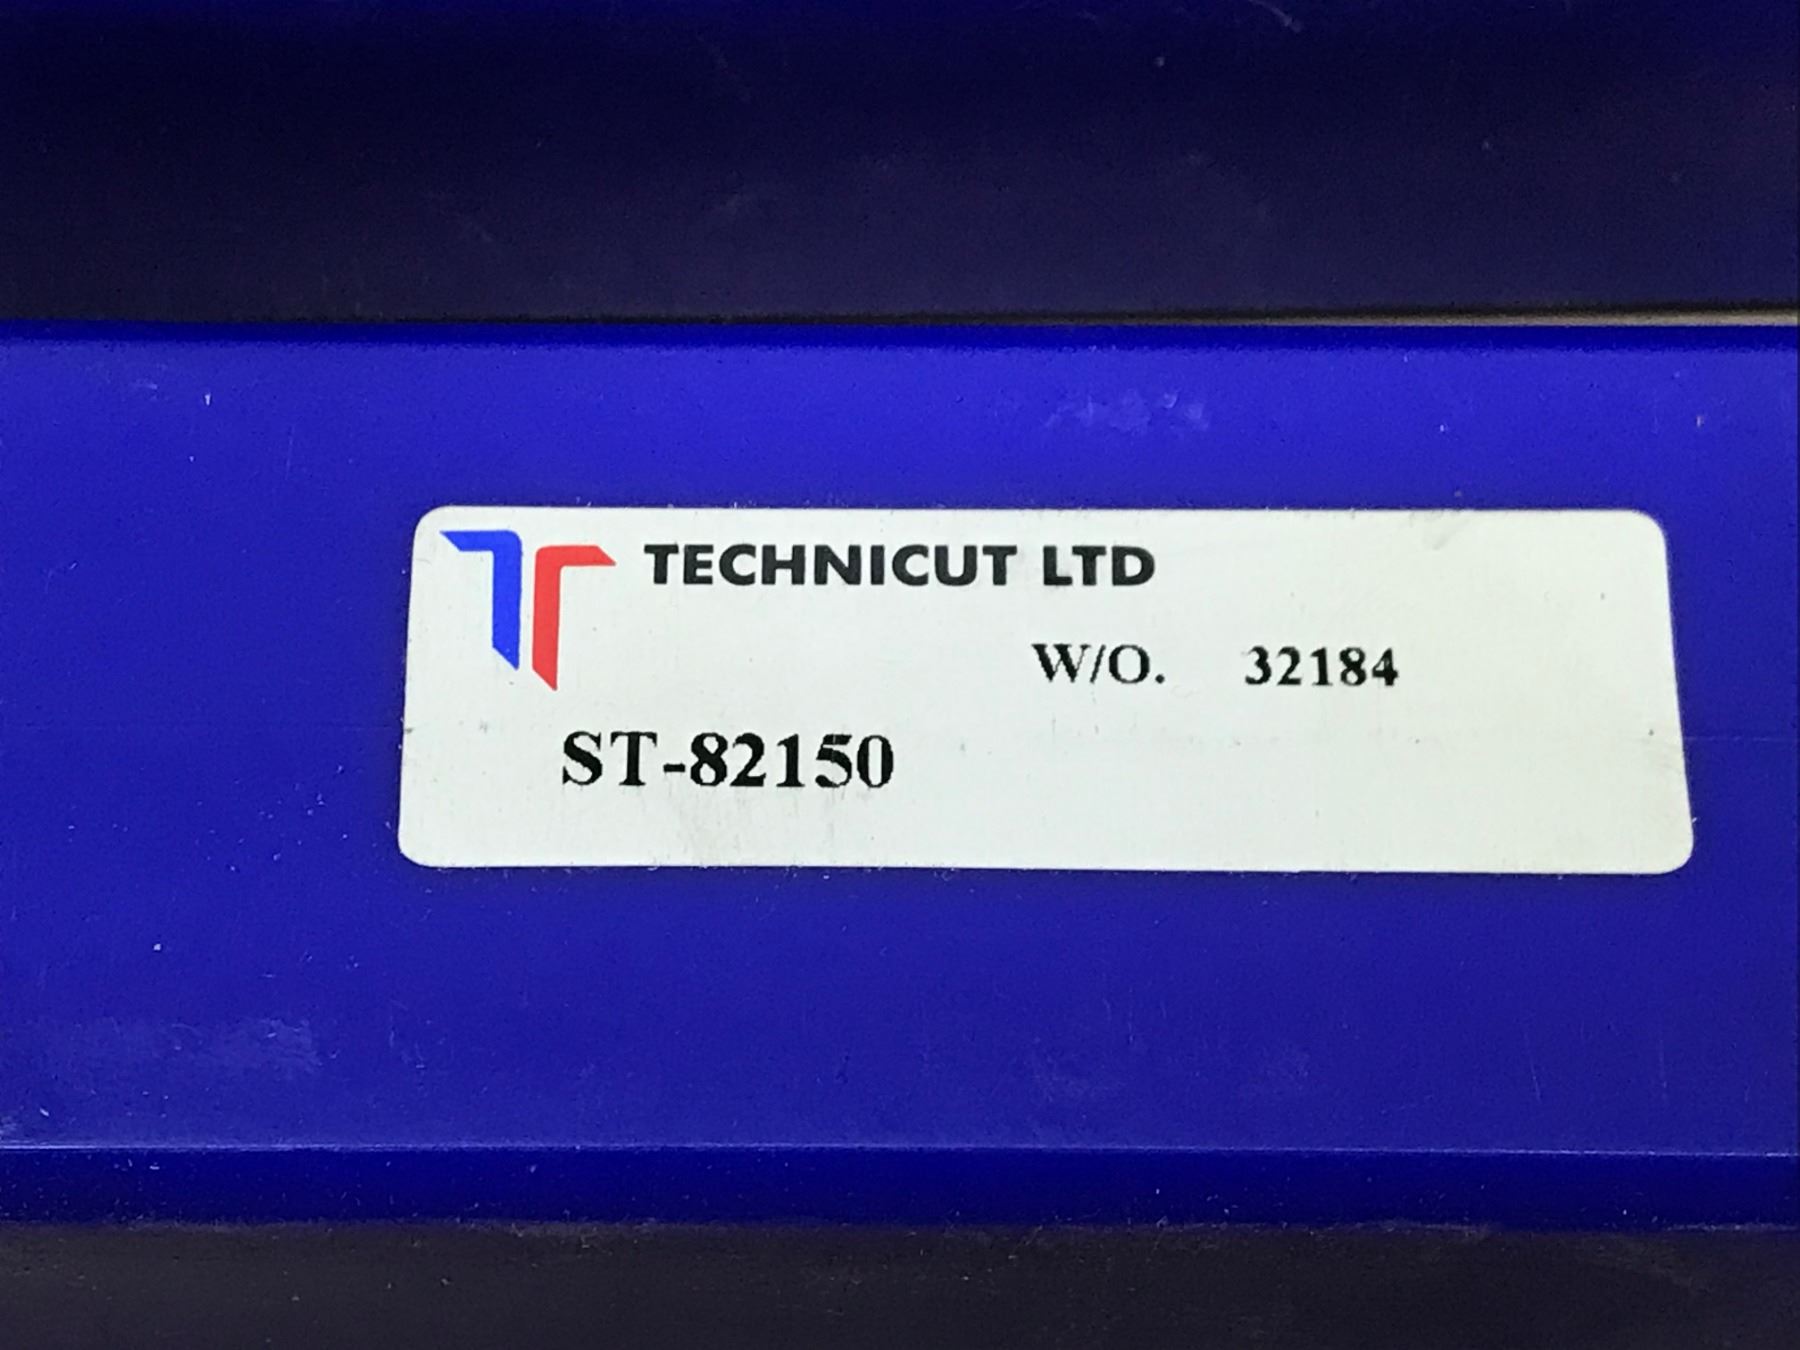 TECHNICUT LTD
W/O. 32184
ST-82150